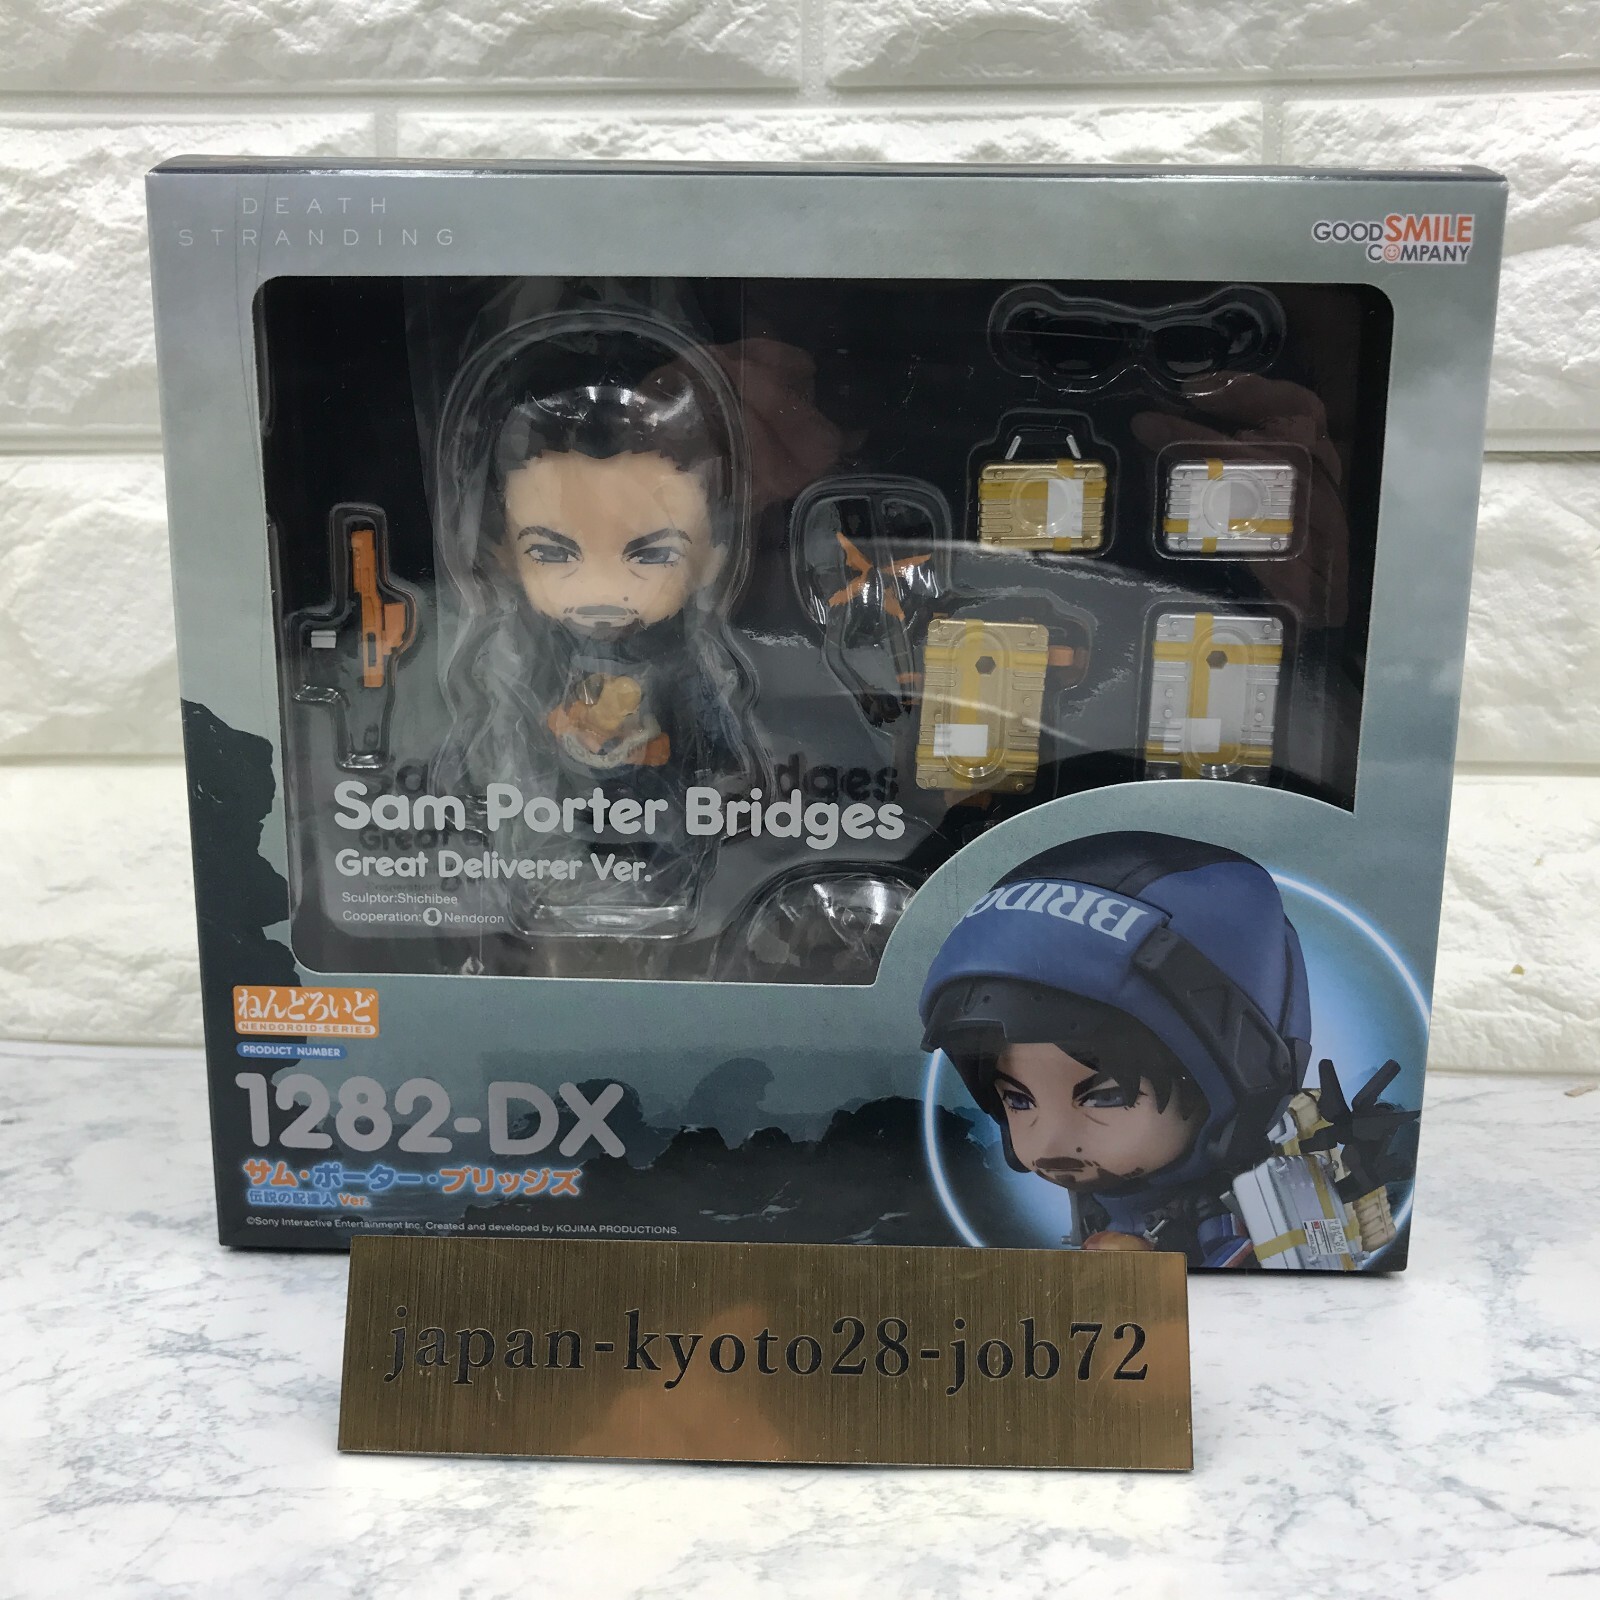 DEATH
STRANDING
GOOD SMILE
COMPANY
Sam Porter Bridges
Great Deliverer Ver.
Sculptor:Shichibee
Cooperation: Nendoron
ねんどろいど
NENDOROID-SERIES
PRODUCT NUMBER
1282-DX
サム・ポーター・ブリッジズ
伝説の配達人 Ver.
©Sony Interactive Entertainment Inc. Created and developed by KOJIMA PRODUCTIONS.
japan-kyoto28-job72